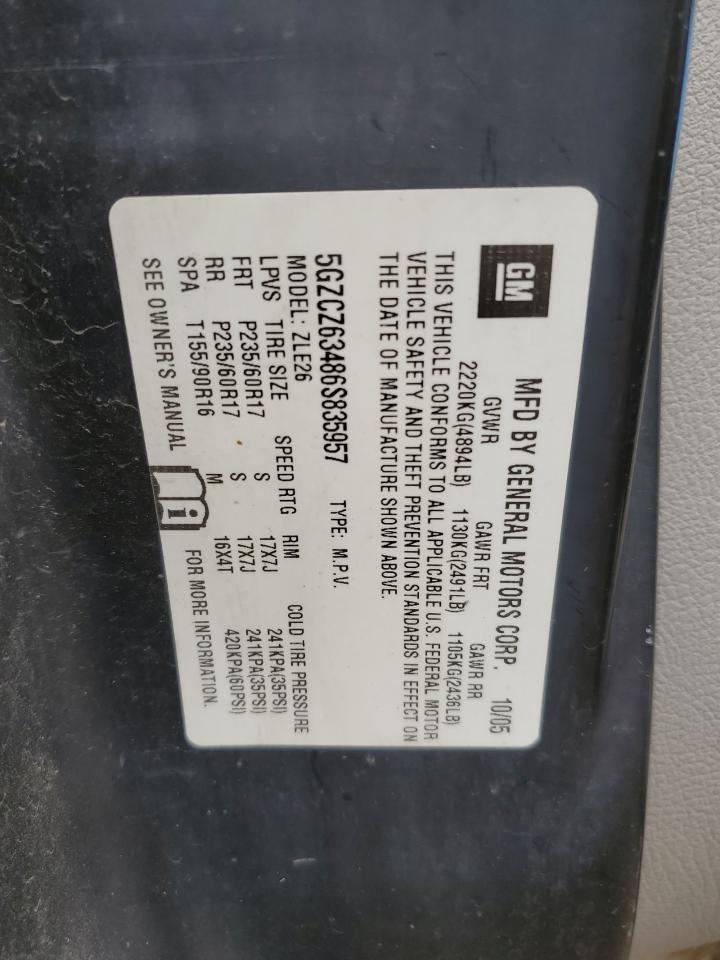 GM
MFD BY GENERAL MOTORS CORP. 10/05
GVWR GAWR FRT GAWR RR
2220KG(4894LB) 1130KG(2491LB) 1105KG(2436LB)
THIS VEHICLE CONFORMS TO ALL APPLICABLE U.S. FEDERAL MOTOR
VEHICLE SAFETY AND THEFT PREVENTION STANDARDS IN EFFECT ON
THE DATE OF MANUFACTURE SHOWN ABOVE.
5GZCZ63486S835957 TYPE: M.P.V.
MODEL: ZLE26
LPVS TIRE SIZE SPEED RTG RIM COLD TIRE PRESSURE
FRT P235/60R17 S 17X7J 241KPA(35PSI)
RR P235/60R17 S 17X7J 241KPA(35PSI)
SPA T155/90R16 M 16X4T 420KPA(60PSI)
SEE OWNER'S MANUAL i FOR MORE INFORMATION.